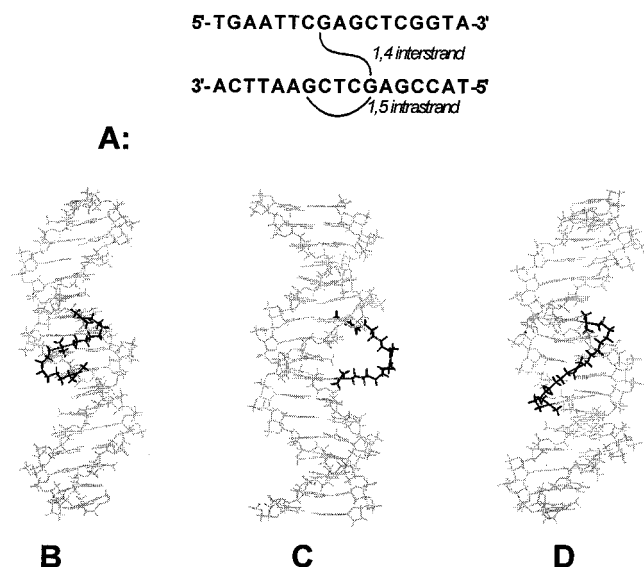 5'-TGAATTCGAGCTCGGTA-3'
1,4 interstrand
3'-ACTTAAGCTCGAGCCAT-5'
1,5 intrastrand
A:
B C D